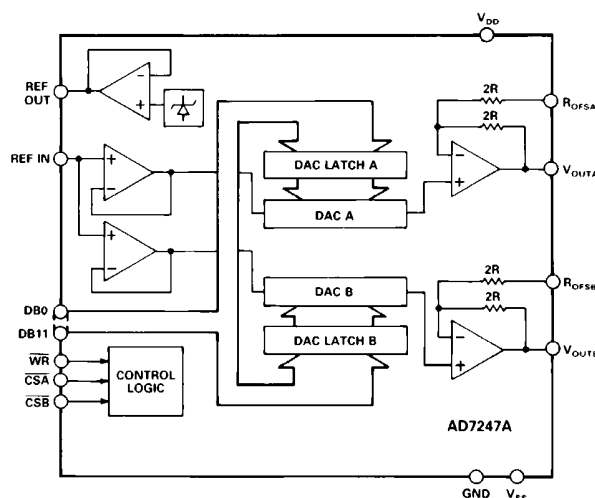 VDD
REF OUT
2R
ROFSA
2R
REF IN
DAC LATCH A
VOUTA
DAC A
DAC B
2R
ROFSB
2R
DB0
DB11
DAC LATCH B
VOUTB
WR
CSA
CSB
CONTROL
LOGIC
AD7247A
GND
VSS